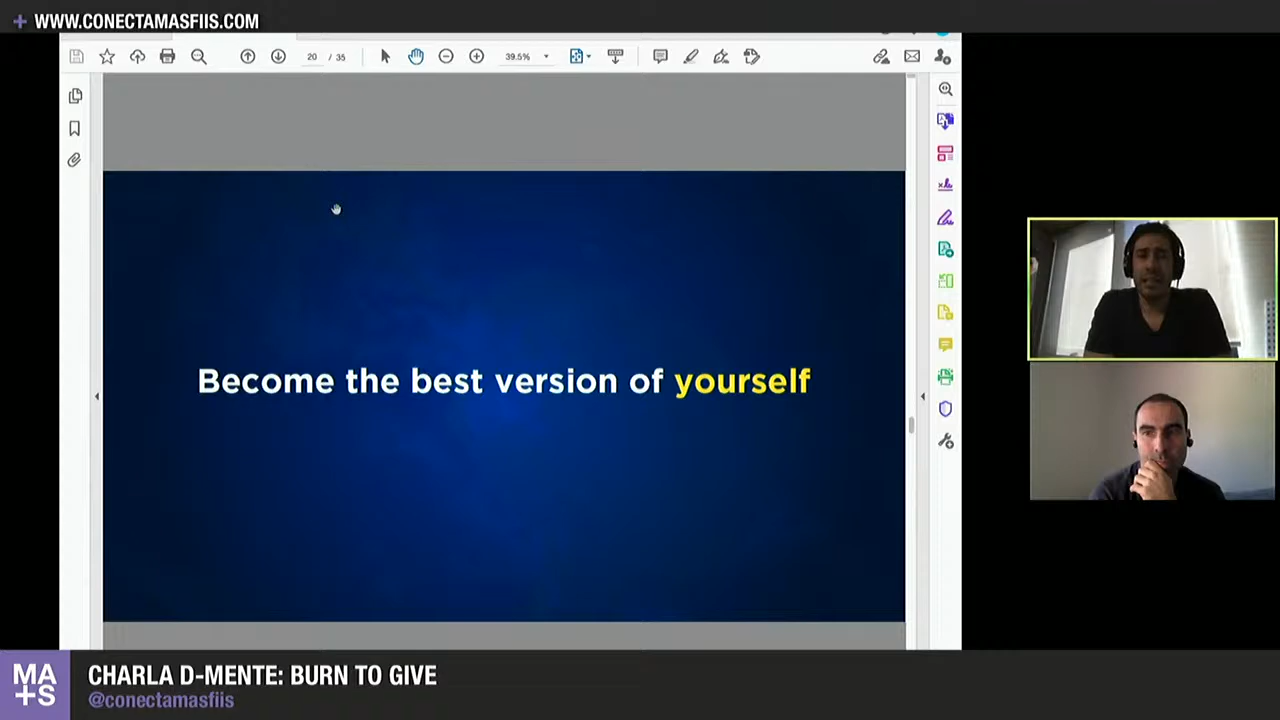 + WWW.CONECTAMASFIIS.COM
20 / 35
39.5%
Become the best version of yourself
MA
+S
CHARLA D-MENTE: BURN TO GIVE
@conectamasfiis